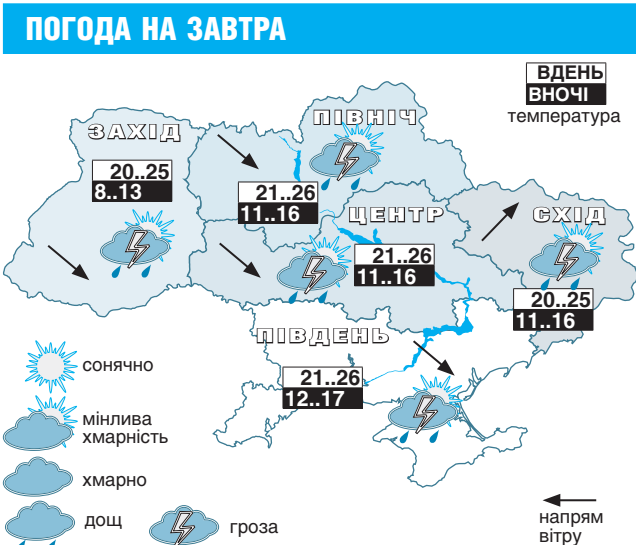 ПОГОДА НА ЗАВТРА
ВДЕНЬ
ВНОЧІ
температура
ЗАХІД
20..25
8..13
ПІВНІЧ
21..26
11..16
ЦЕНТР
21..26
11..16
СХІД
20..25
11..16
ПІВДЕНЬ
21..26
12..17
сонячно
мінлива
хмарність
хмарно
дощ
гроза
напрям
вітру